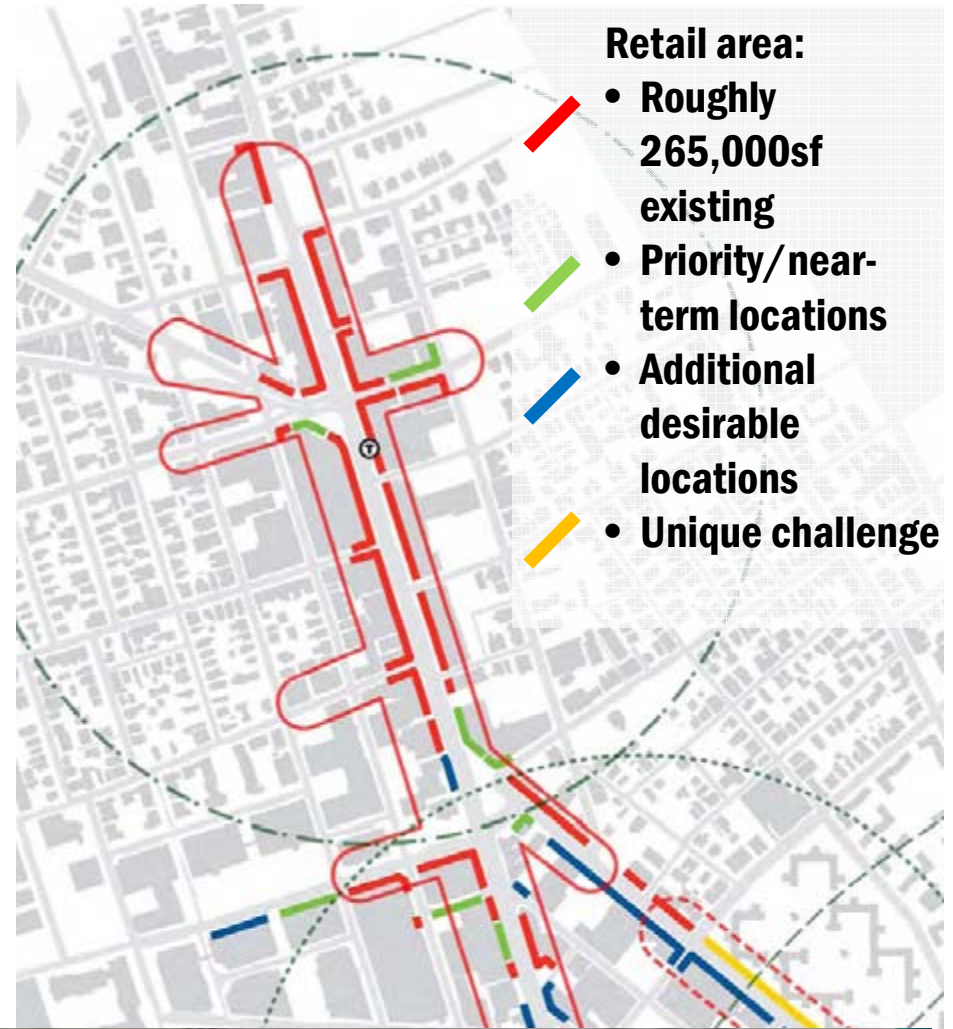 Retail area:
• Roughly
265,000sf
existing
• Priority/near-
term locations
• Additional
desirable
locations
• Unique challenge
T